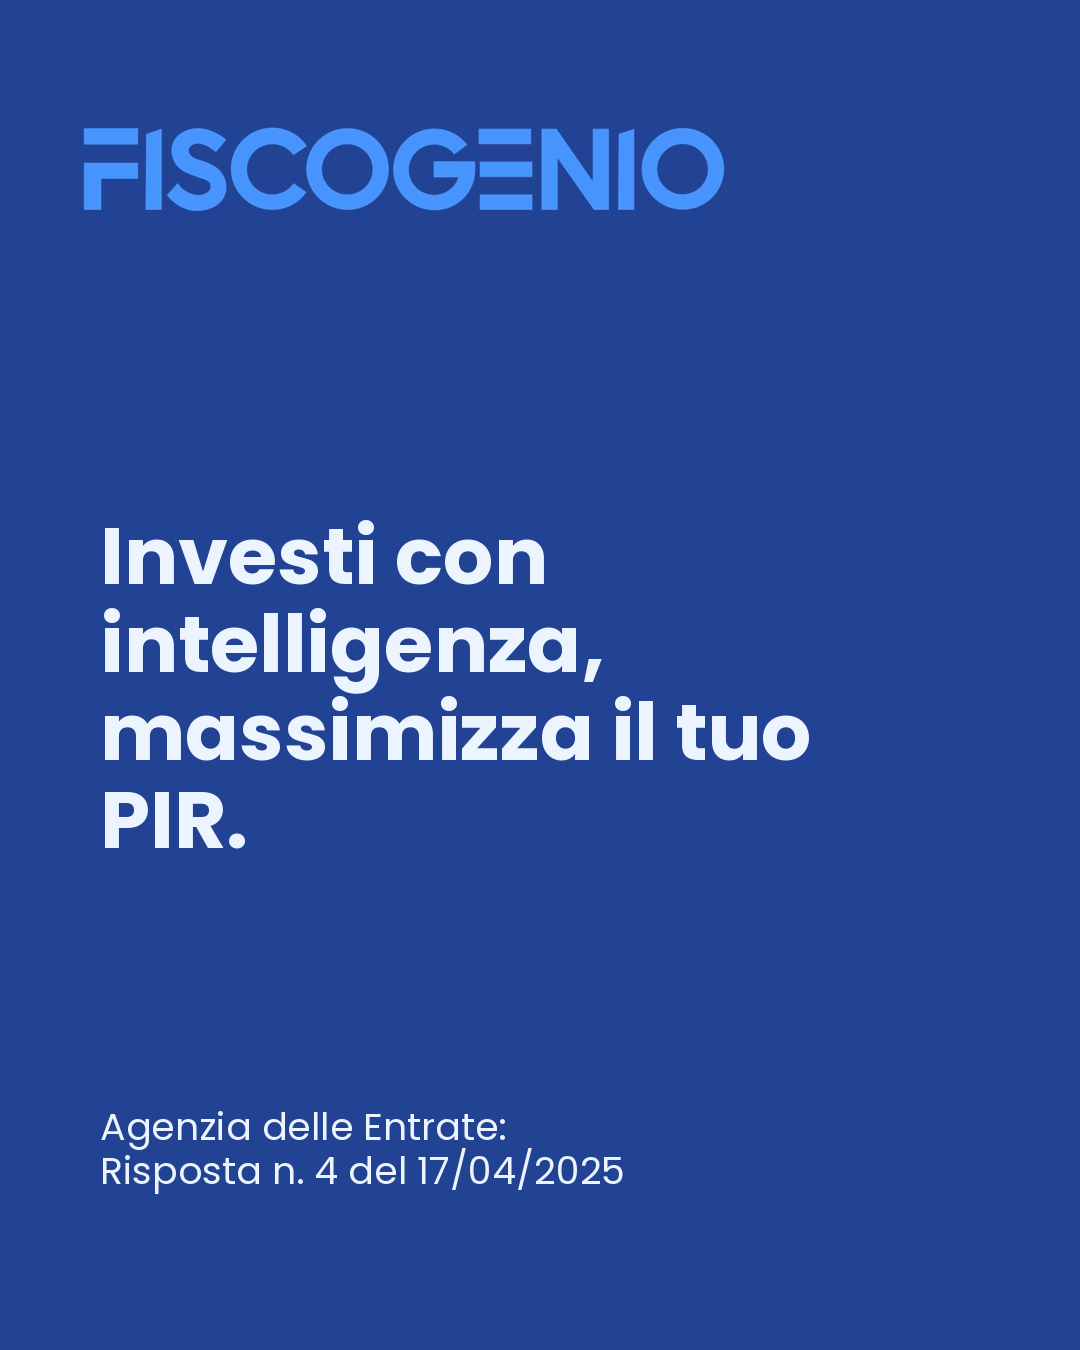 FISCOGENIO
Investi con
intelligenza,
massimizza il tuo
PIR.
Agenzia delle Entrate:
Risposta n. 4 del 17/04/2025